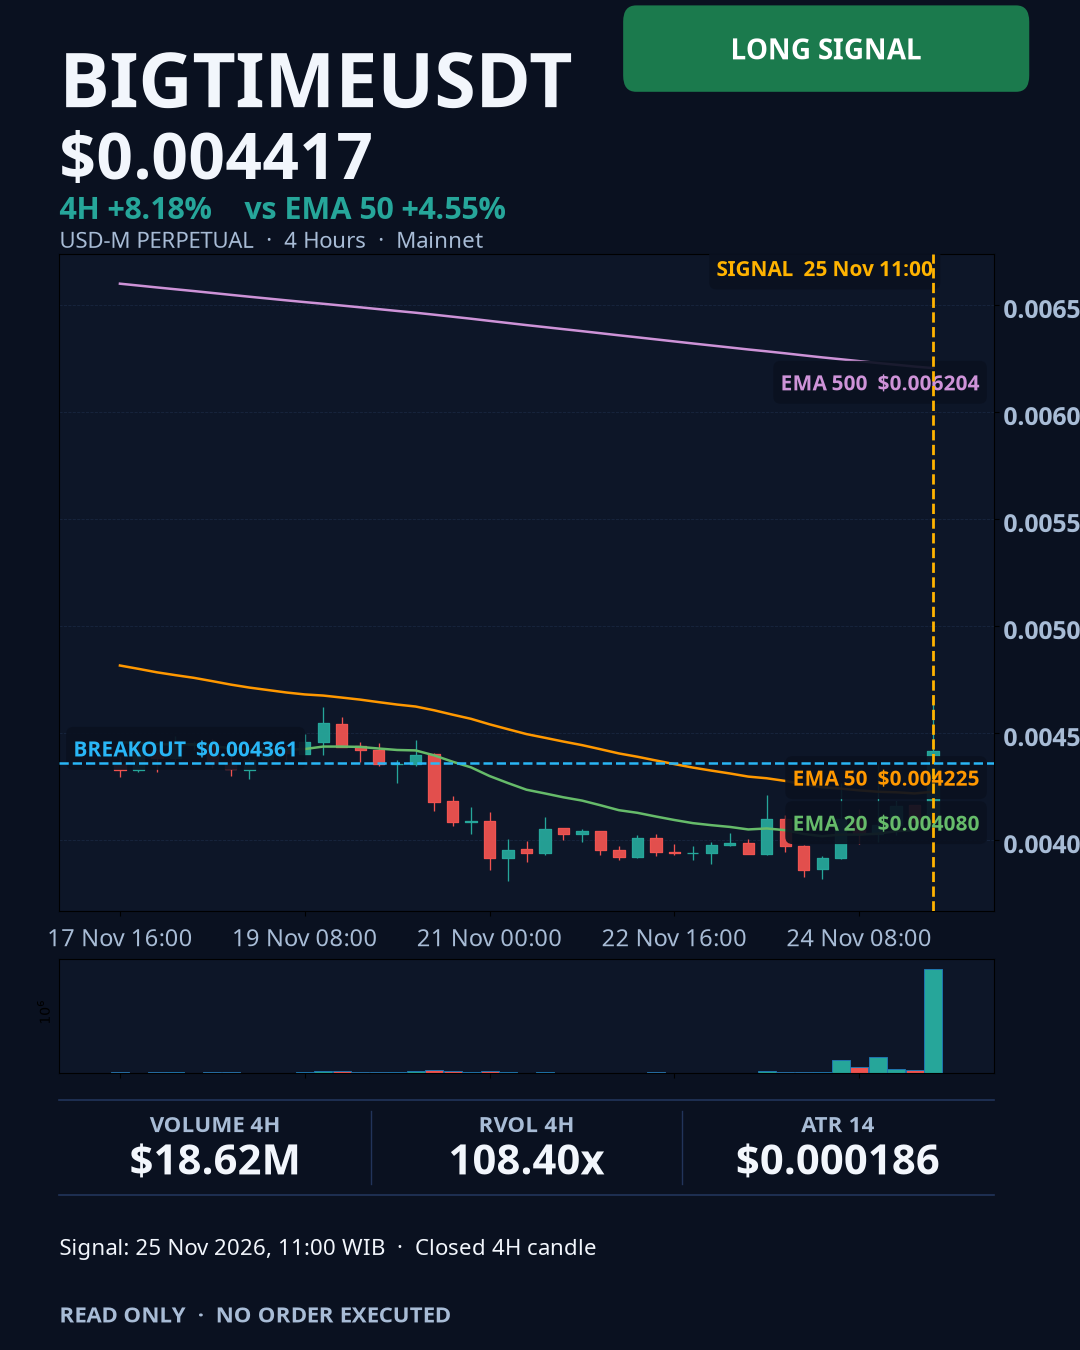 LONG SIGNAL
BIGTIMEUSDT
$0.004417
4H +8.18% vs EMA 50 +4.55%
USD-M PERPETUAL · 4 Hours · Mainnet
SIGNAL 25 Nov 11:00
0.0065
EMA 500 $0.006204
0.0060
0.0055
0.0050
0.0045
BREAKOUT $0.004361
EMA 50 $0.004225
EMA 20 $0.004080
0.0040
17 Nov 16:00 19 Nov 08:00 21 Nov 00:00 22 Nov 16:00 24 Nov 08:00
10⁶
VOLUME 4H RVOL 4H ATR 14
$18.62M 108.40x $0.000186
Signal: 25 Nov 2026, 11:00 WIB · Closed 4H candle
READ ONLY · NO ORDER EXECUTED